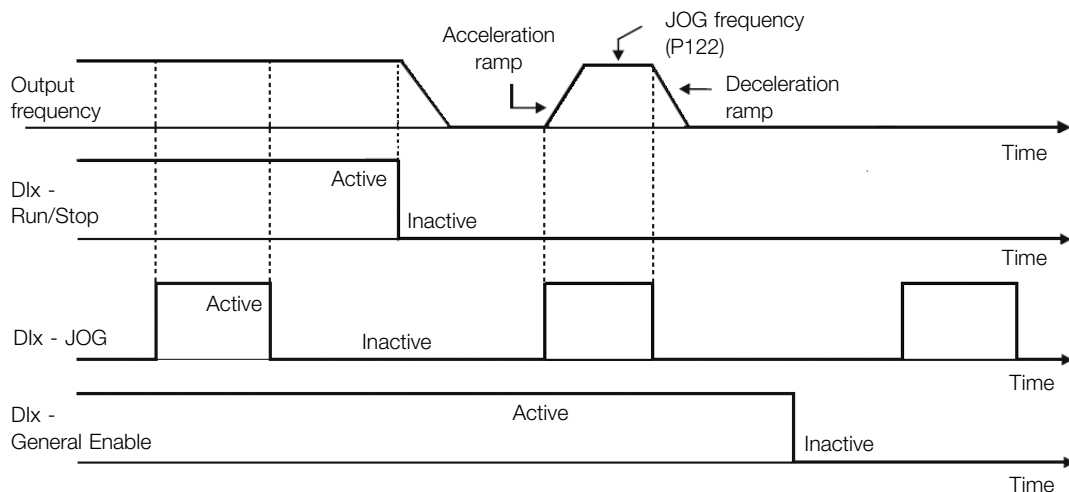 JOG frequency
(P122)
Acceleration
ramp
Output
frequency
Deceleration
ramp
Time
DIx -
Run/Stop
Active
Inactive
Time
DIx - JOG
Active
Inactive
Time
DIx -
General Enable
Active
Inactive
Time